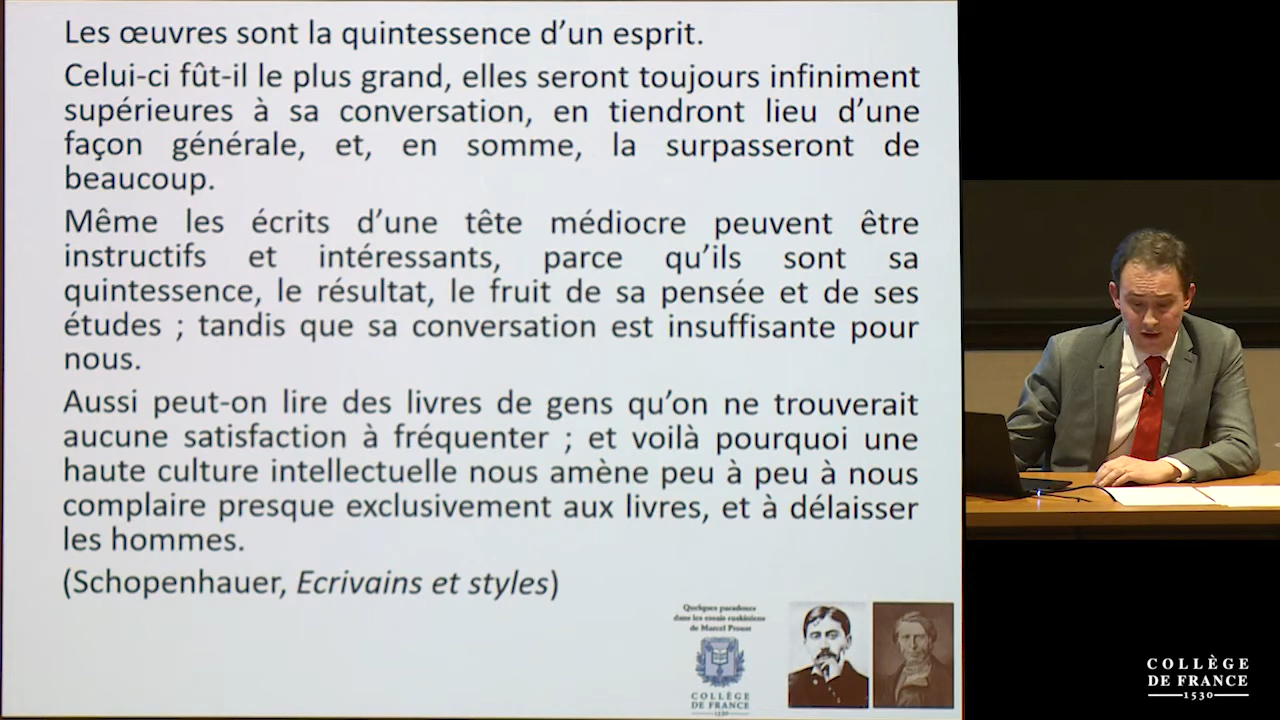 Les œuvres sont la quintessence d’un esprit.
Celui-ci fût-il le plus grand, elles seront toujours infiniment
supérieures à sa conversation, en tiendront lieu d’une
façon générale, et, en somme, la surpasseront de
beaucoup.
Même les écrits d’une tête médiocre peuvent être
instructifs et intéressants, parce qu’ils sont sa
quintessence, le résultat, le fruit de sa pensée et de ses
études ; tandis que sa conversation est insuffisante pour
nous.
Aussi peut-on lire des livres de gens qu’on ne trouverait
aucune satisfaction à fréquenter ; et voilà pourquoi une
haute culture intellectuelle nous amène peu à peu à nous
complaire presque exclusivement aux livres, et à délaisser
les hommes.
(Schopenhauer, Ecrivains et styles)
Quelques paradoxes
dans les essais ruskiniens
de Marcel Proust
COLLÈGE
DE FRANCE
1530
COLLÈGE
DE FRANCE
1530